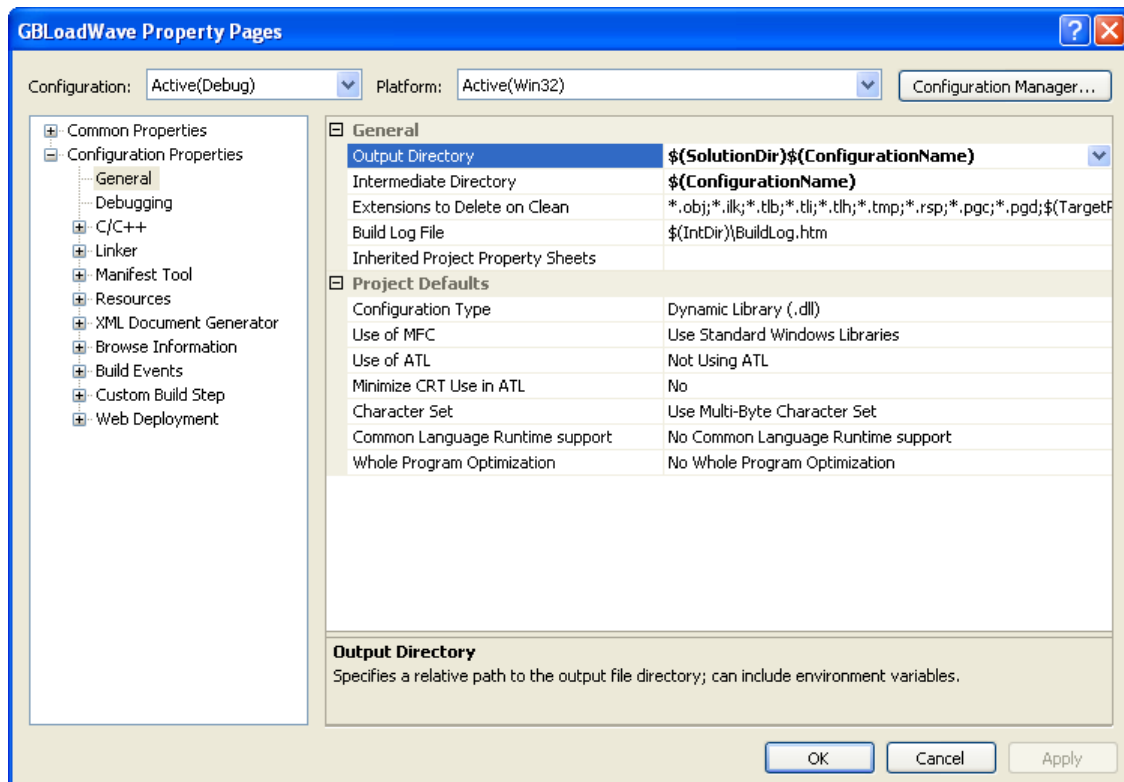 GBLoadWave Property Pages
Configuration: Active(Debug) Platform: Active(Win32) Configuration Manager...
Common Properties
Configuration Properties
General
Debugging
C/C++
Linker
Manifest Tool
Resources
XML Document Generator
Browse Information
Build Events
Custom Build Step
Web Deployment
General
Output Directory $(SolutionDir)$(ConfigurationName)
Intermediate Directory $(ConfigurationName)
Extensions to Delete on Clean *.obj;*.ilk;*.tlb;*.tli;*.tlh;*.tmp;*.rsp;*.pgc;*.pgd;$(TargetP
Build Log File $(IntDir)\BuildLog.htm
Inherited Project Property Sheets
Project Defaults
Configuration Type Dynamic Library (.dll)
Use of MFC Use Standard Windows Libraries
Use of ATL Not Using ATL
Minimize CRT Use in ATL No
Character Set Use Multi-Byte Character Set
Common Language Runtime support No Common Language Runtime support
Whole Program Optimization No Whole Program Optimization
Output Directory
Specifies a relative path to the output file directory; can include environment variables.
OK Cancel Apply